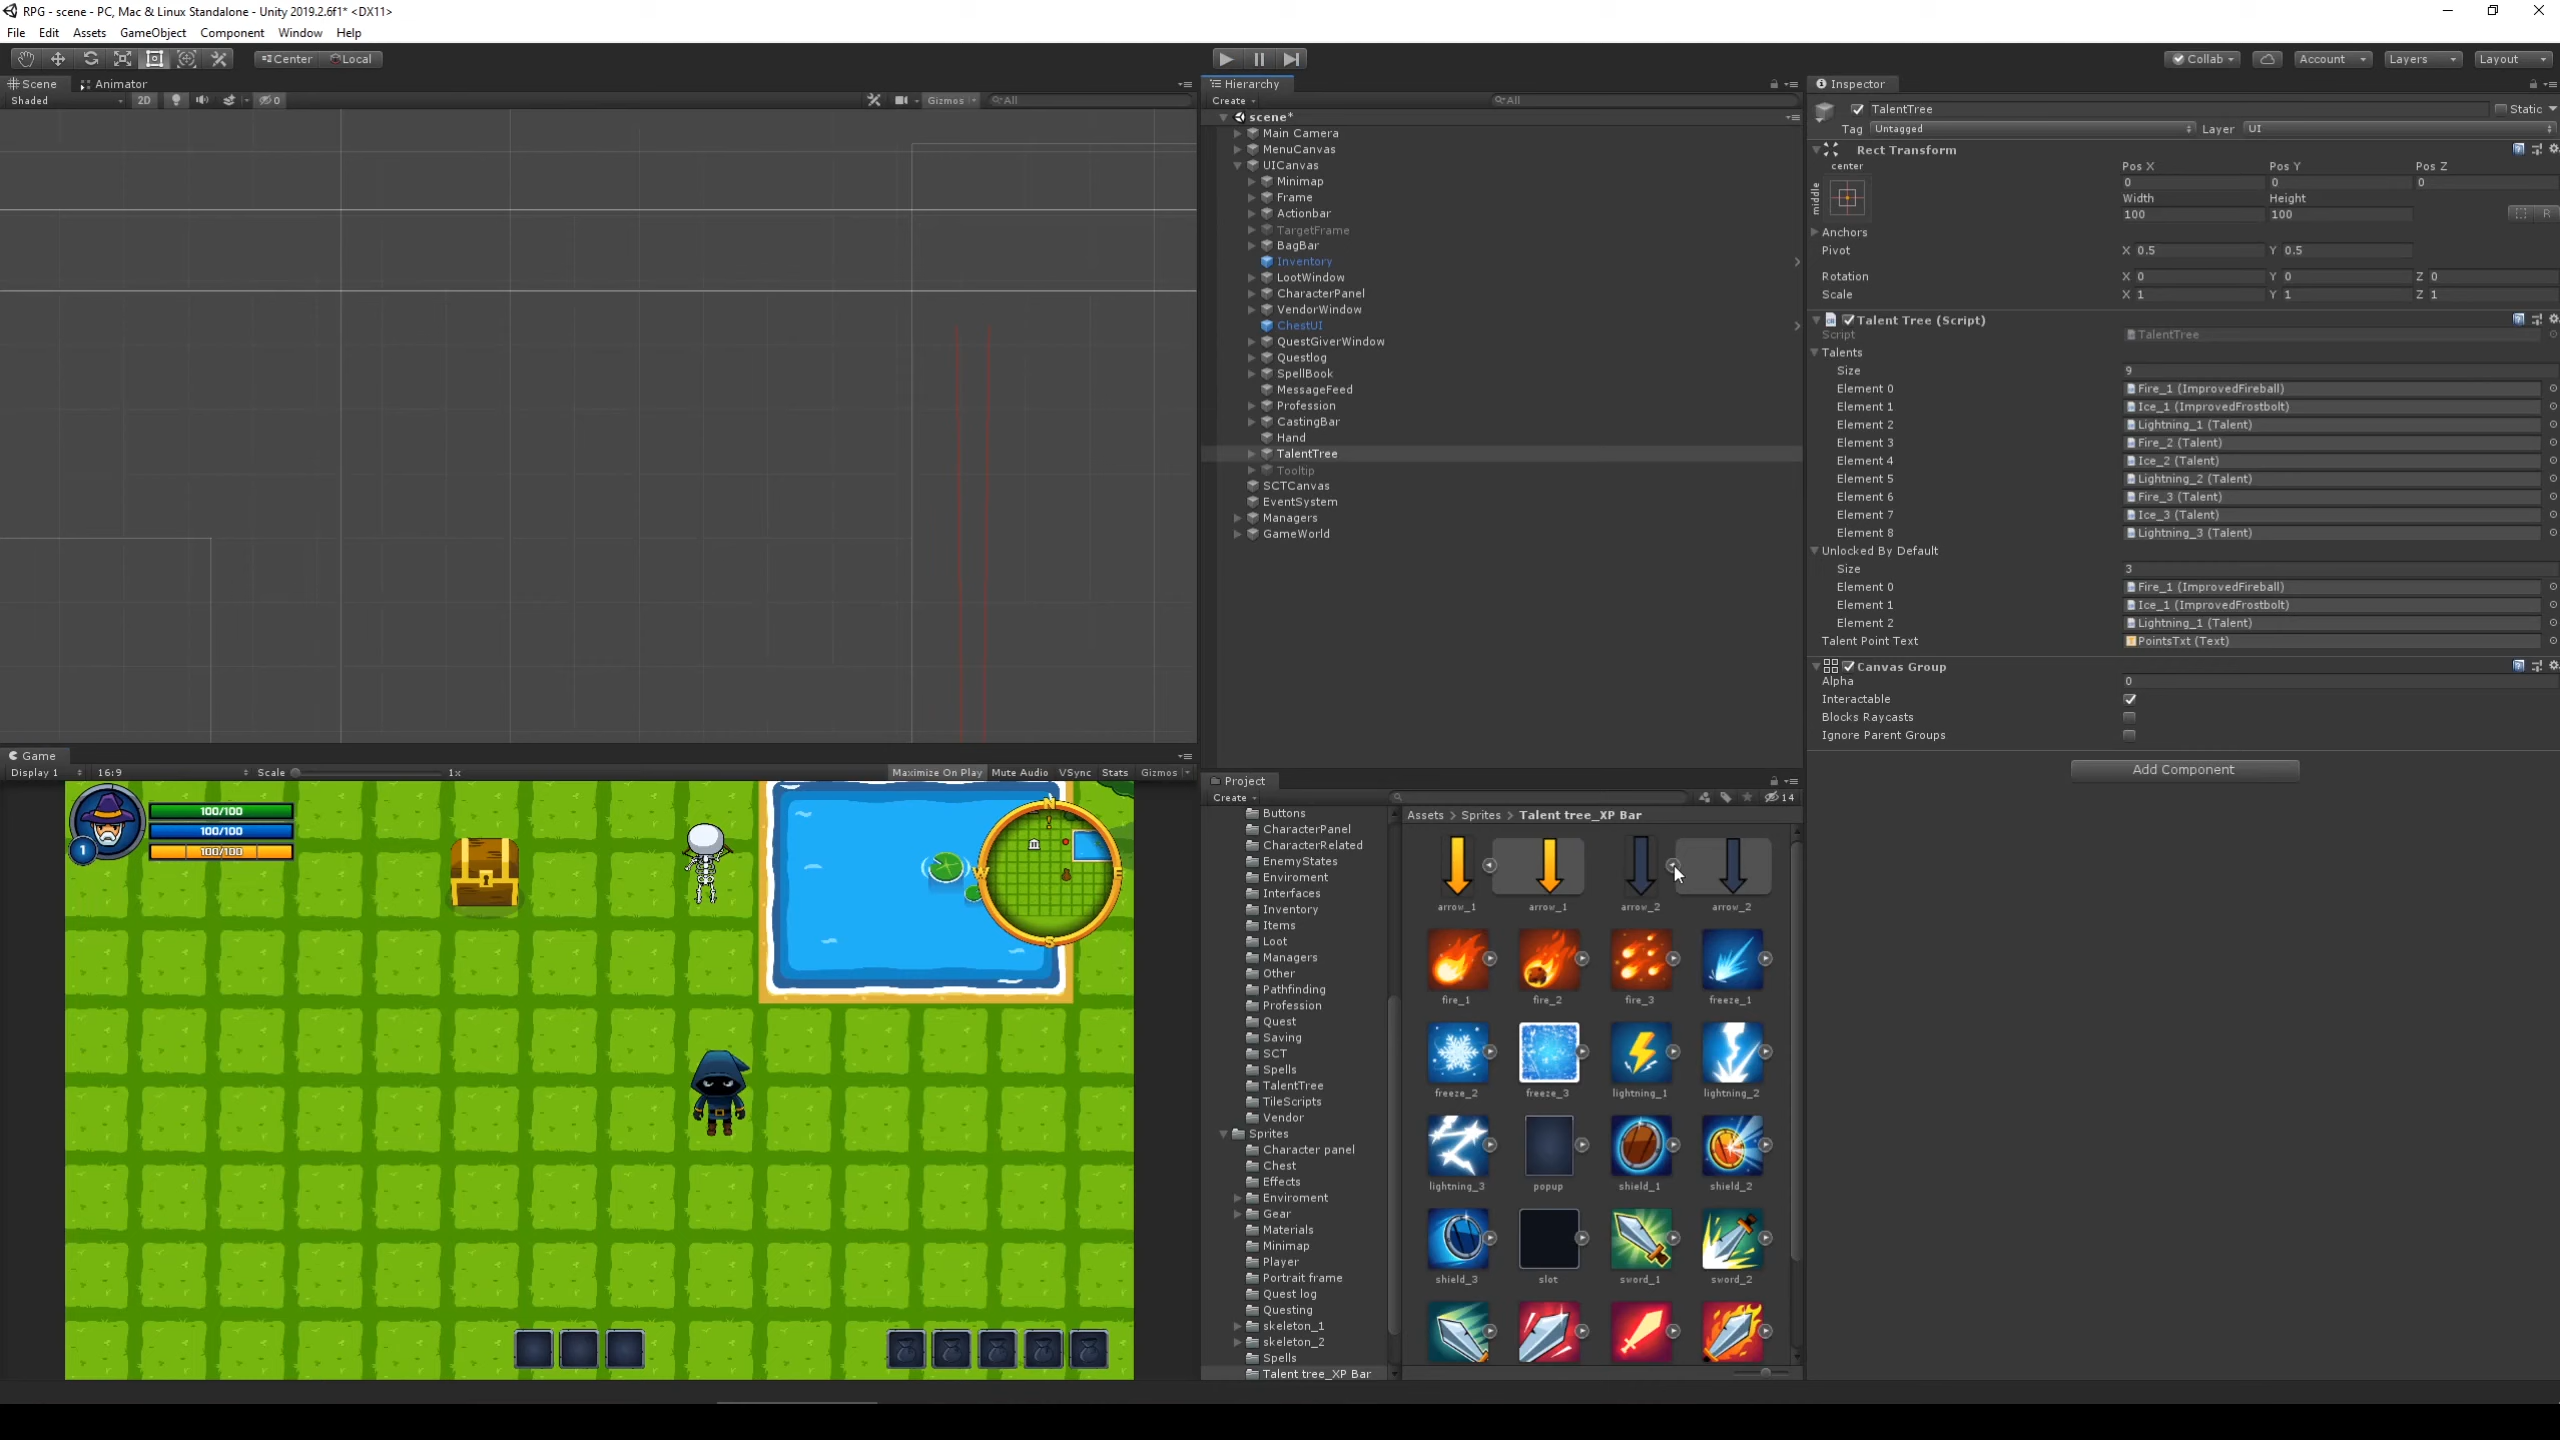 RPG - scene - PC, Mac & Linux Standalone - Unity 2019.2.6f1* <DX11>
File Edit Assets GameObject Component Window Help
Center Local
Collab Account Layers Layout
Scene Animator
Shaded 2D 0 Gizmos All
Hierarchy
Create All
scene*
Main Camera
MenuCanvas
UICanvas
Minimap
Frame
Actionbar
TargetFrame
BagBar
Inventory
LootWindow
CharacterPanel
VendorWindow
ChestUI
QuestGiverWindow
Questlog
SpellBook
MessageFeed
Profession
CastingBar
Hand
TalentTree
Tooltip
SCTCanvas
EventSystem
Managers
GameWorld
Inspector
TalentTree Static
Tag Untagged Layer UI
Rect Transform
center Pos X Pos Y Pos Z
middle 0 0 0
Width Height
100 100 R
Anchors
Pivot X 0.5 Y 0.5
Rotation X 0 Y 0 Z 0
Scale X 1 Y 1 Z 1
Talent Tree (Script)
Script TalentTree
Talents
Size 9
Element 0 Fire_1 (ImprovedFireball)
Element 1 Ice_1 (ImprovedFrostbolt)
Element 2 Lightning_1 (Talent)
Element 3 Fire_2 (Talent)
Element 4 Ice_2 (Talent)
Element 5 Lightning_2 (Talent)
Element 6 Fire_3 (Talent)
Element 7 Ice_3 (Talent)
Element 8 Lightning_3 (Talent)
Unlocked By Default
Size 3
Element 0 Fire_1 (ImprovedFireball)
Element 1 Ice_1 (ImprovedFrostbolt)
Element 2 Lightning_1 (Talent)
Talent Point Text PointsTxt (Text)
Canvas Group
Alpha 0
Interactable
Blocks Raycasts
Ignore Parent Groups
Add Component
Game
Display 1 16:9 Scale 1x Maximize On Play Mute Audio VSync Stats Gizmos
100/100
100/100
1 100/100
N
W E
S
Project
Create 14
Buttons
CharacterPanel
CharacterRelated
EnemyStates
Enviroment
Interfaces
Inventory
Items
Loot
Managers
Other
Pathfinding
Profession
Quest
Saving
SCT
Spells
TalentTree
TileScripts
Vendor
Sprites
Character panel
Chest
Effects
Enviroment
Gear
Materials
Minimap
Player
Portrait frame
Quest log
Questing
skeleton_1
skeleton_2
Spells
Talent tree_XP Bar
Assets Sprites Talent tree_XP Bar
arrow_1 arrow_1 arrow_2 arrow_2
fire_1 fire_2 fire_3 freeze_1
freeze_2 freeze_3 lightning_1 lightning_2
lightning_3 popup shield_1 shield_2
shield_3 slot sword_1 sword_2